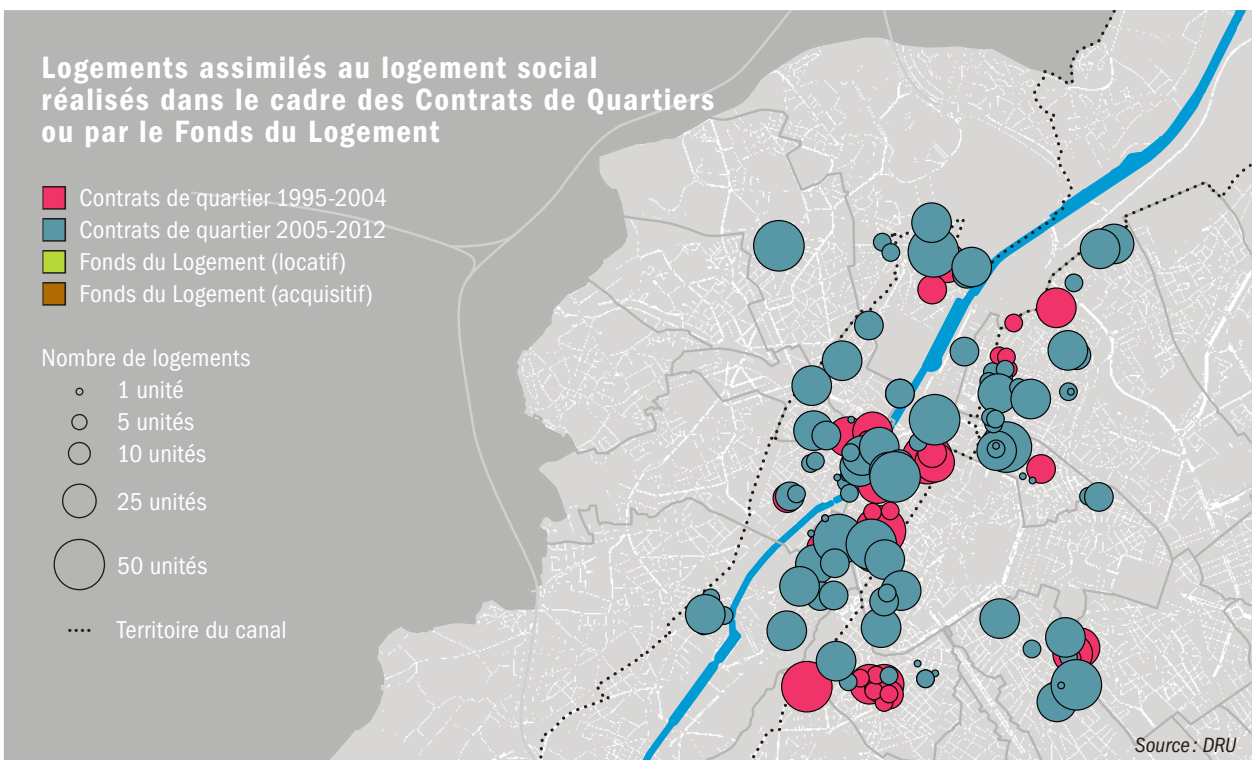 Logements assimilés au logement social
réalisés dans le cadre des Contrats de Quartiers
ou par le Fonds du Logement
Contrats de quartier 1995-2004
Contrats de quartier 2005-2012
Fonds du Logement (locatif)
Fonds du Logement (acquisitif)
Nombre de logements
1 unité
5 unités
10 unités
25 unités
50 unités
Territoire du canal
Source : DRU